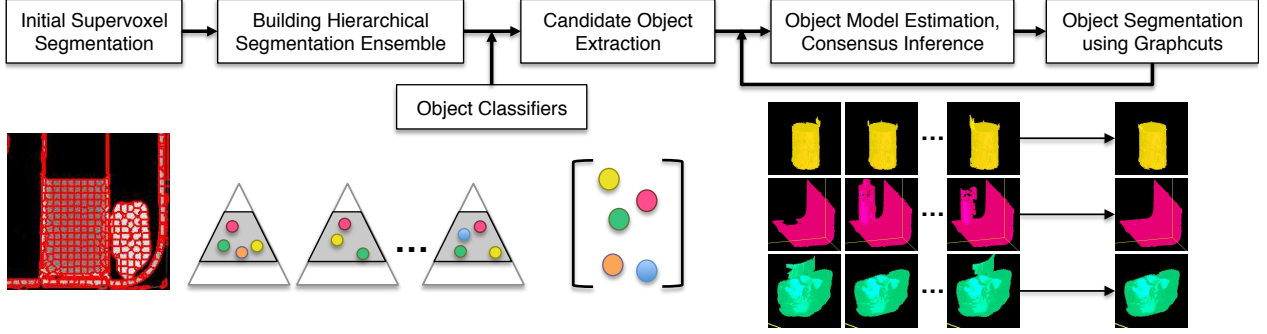 Initial Supervoxel
Segmentation
Building Hierarchical
Segmentation Ensemble
Candidate Object
Extraction
Object Model Estimation,
Consensus Inference
Object Segmentation
using Graphcuts
Object Classifiers
...
...
...
...